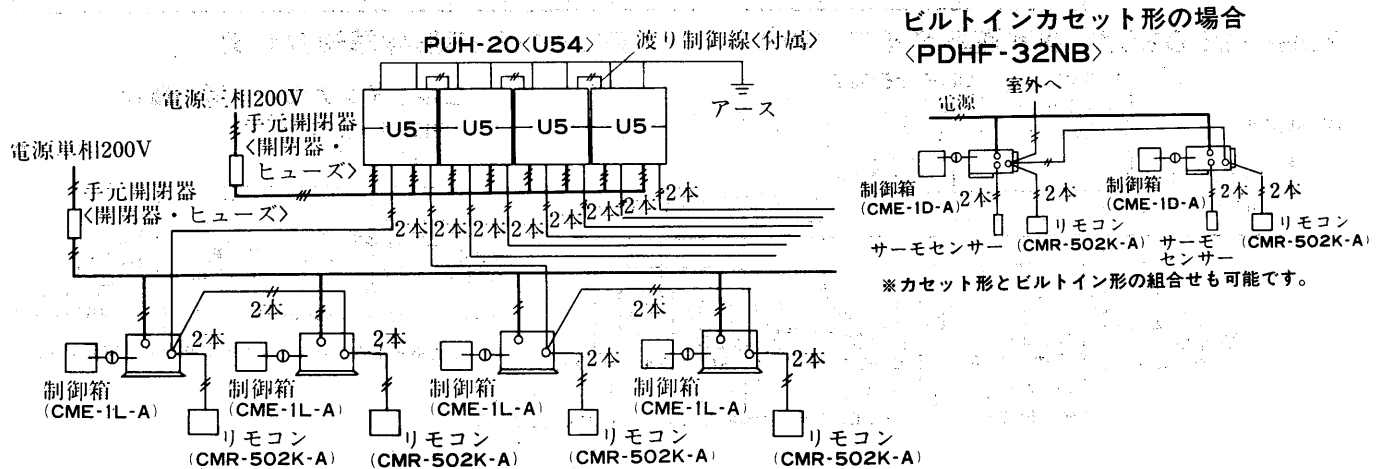 PUH-20〈U54〉
渡り制御線〈付属〉
アース
電源三相200V
手元開閉器
〈開閉器・
ヒューズ〉
U5
U5
U5
U5
電源単相200V
手元開閉器
〈開閉器・ヒューズ〉
2本
2本
2本
2本
2本
2本
2本
2本
2本
2本
2本
2本
2本
2本
制御箱
(CME-1L-A)
制御箱
(CME-1L-A)
制御箱
(CME-1L-A)
制御箱
(CME-1L-A)
リモコン
(CMR-502K-A)
リモコン
(CMR-502K-A)
リモコン
(CMR-502K-A)
リモコン
(CMR-502K-A)
ビルトインカセット形の場合
〈PDHF-32NB〉
室外へ
電源
制御箱
(CME-1D-A)
2本
2本
サーモセンサー
リモコン
(CMR-502K-A)
制御箱
(CME-1D-A)
2本
2本
サーモ
センサー
リモコン
(CMR-502K-A)
※カセット形とビルトイン形の組合せも可能です。